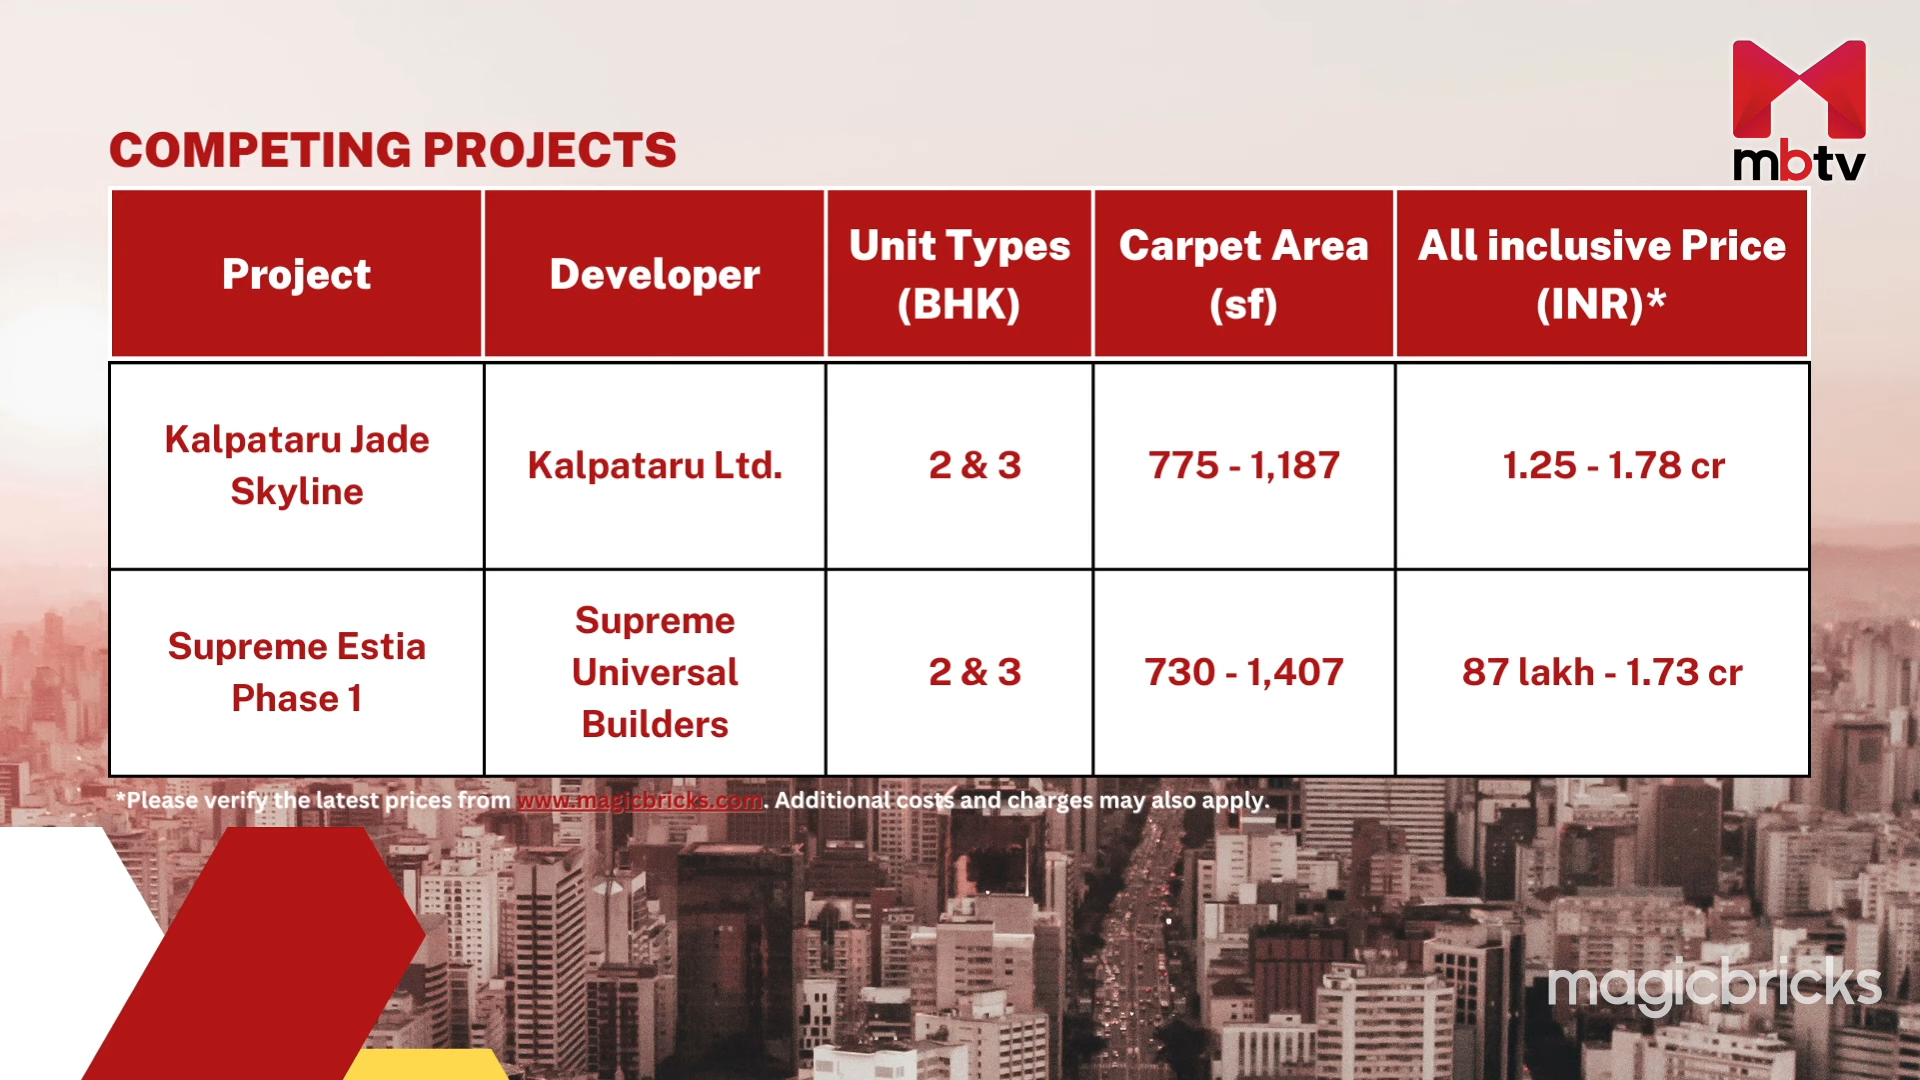 mbtv
COMPETING PROJECTS
Project
Developer
Unit Types
(BHK)
Carpet Area
(sf)
All inclusive Price
(INR)*
Kalpataru Jade
Skyline
Kalpataru Ltd.
2 & 3
775 - 1,187
1.25 - 1.78 cr
Supreme Estia
Phase 1
Supreme
Universal
Builders
2 & 3
730 - 1,407
87 lakh - 1.73 cr
*Please verify the latest prices from www.magicbricks.com. Additional costs and charges may also apply.
magicbricks